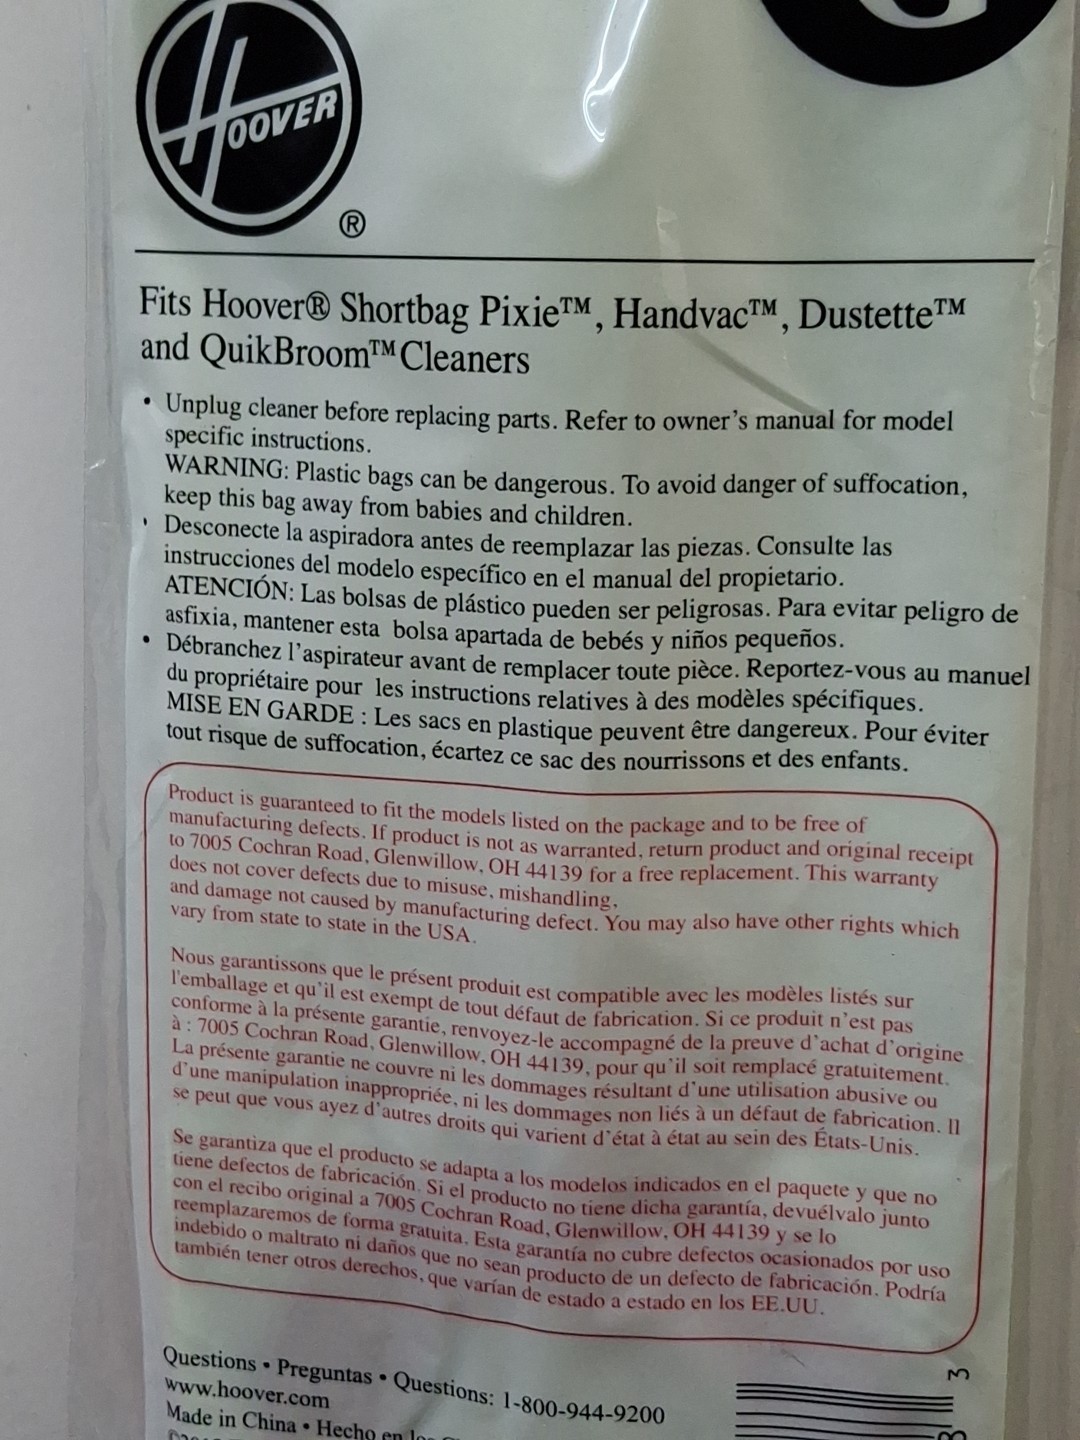 HOOVER
®
Fits Hoover® Shortbag Pixie™, Handvac™, Dustette™
and QuikBroom™ Cleaners
• Unplug cleaner before replacing parts. Refer to owner's manual for model
specific instructions.
WARNING: Plastic bags can be dangerous. To avoid danger of suffocation,
keep this bag away from babies and children.
• Desconecte la aspiradora antes de reemplazar las piezas. Consulte las
instrucciones del modelo específico en el manual del propietario.
ATENCIÓN: Las bolsas de plástico pueden ser peligrosas. Para evitar peligro de
asfixia, mantener esta bolsa apartada de bebés y niños pequeños.
• Débranchez l'aspirateur avant de remplacer toute pièce. Reportez-vous au manuel
du propriétaire pour les instructions relatives à des modèles spécifiques.
MISE EN GARDE : Les sacs en plastique peuvent être dangereux. Pour éviter
tout risque de suffocation, écartez ce sac des nourrissons et des enfants.
Product is guaranteed to fit the models listed on the package and to be free of
manufacturing defects. If product is not as warranted, return product and original receipt
to 7005 Cochran Road, Glenwillow, OH 44139 for a free replacement. This warranty
does not cover defects due to misuse, mishandling,
and damage not caused by manufacturing defect. You may also have other rights which
vary from state to state in the USA.
Nous garantissons que le présent produit est compatible avec les modèles listés sur
l'emballage et qu'il est exempt de tout défaut de fabrication. Si ce produit n'est pas
conforme à la présente garantie, renvoyez-le accompagné de la preuve d'achat d'origine
à : 7005 Cochran Road, Glenwillow, OH 44139, pour qu'il soit remplacé gratuitement.
La présente garantie ne couvre ni les dommages résultant d'une utilisation abusive ou
d'une manipulation inappropriée, ni les dommages non liés à un défaut de fabrication. Il
se peut que vous ayez d'autres droits qui varient d'état à état au sein des États-Unis.
Se garantiza que el producto se adapta a los modelos indicados en el paquete y que no
tiene defectos de fabricación. Si el producto no tiene dicha garantía, devuélvalo junto
con el recibo original a 7005 Cochran Road, Glenwillow, OH 44139 y se lo
reemplazaremos de forma gratuita. Esta garantía no cubre defectos ocasionados por uso
indebido o maltrato ni daños que no sean producto de un defecto de fabricación. Podría
también tener otros derechos, que varían de estado a estado en los EE.UU.
Questions • Preguntas • Questions: 1-800-944-9200
www.hoover.com
Made in China • Hecho en
3